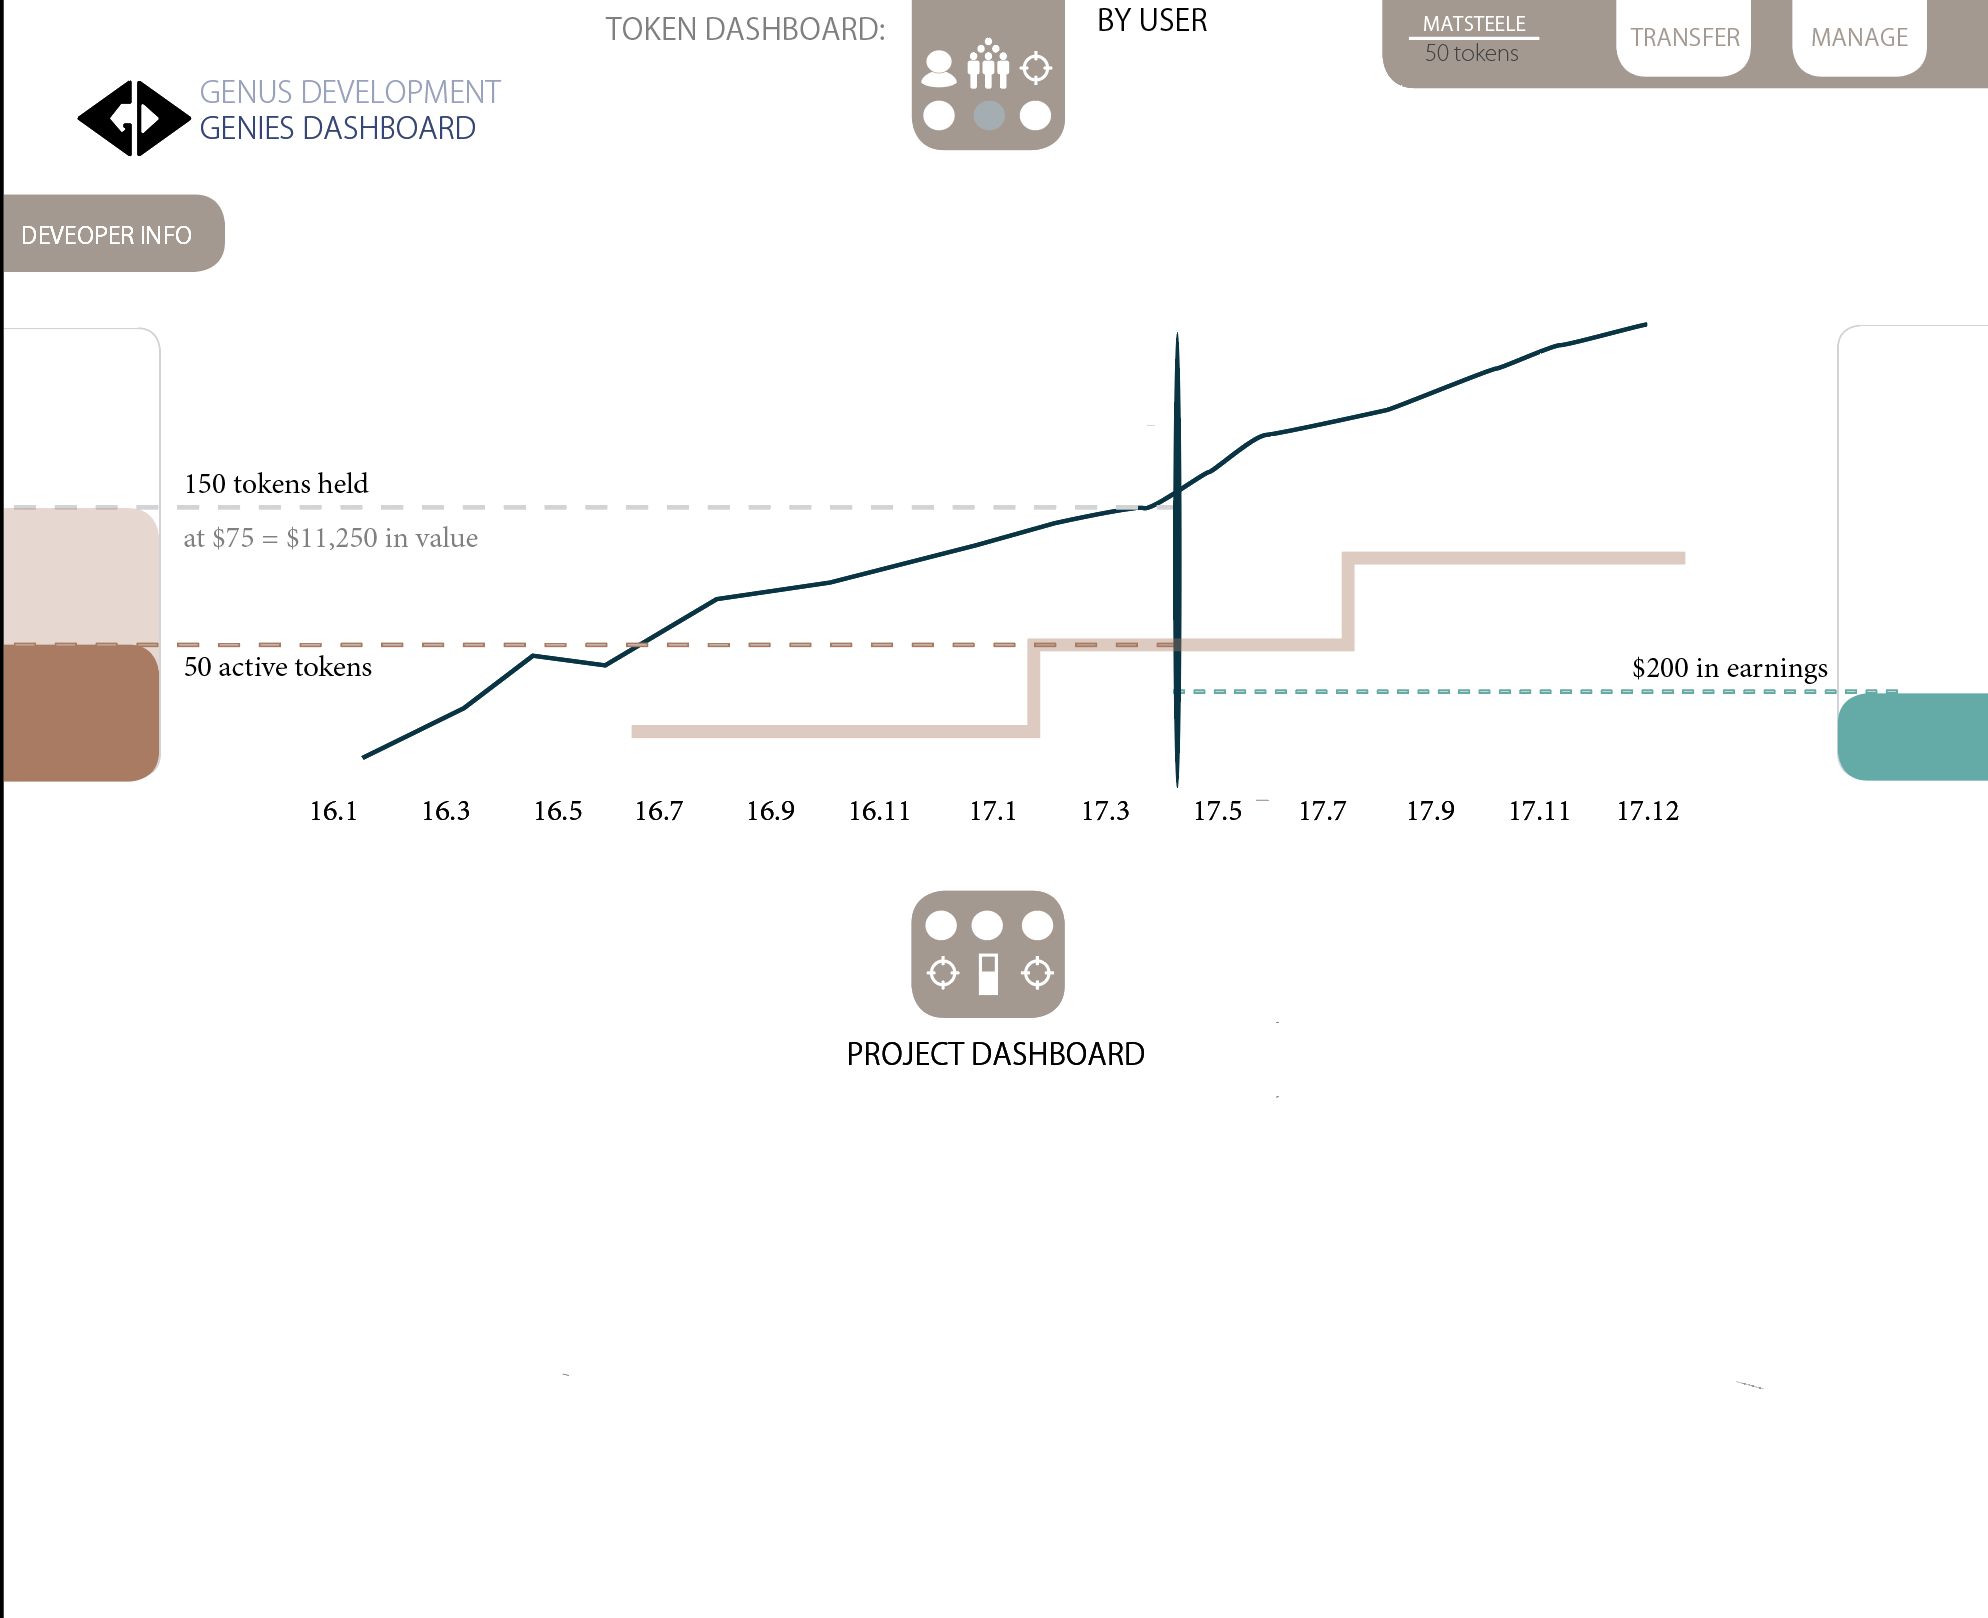 TOKEN DASHBOARD:
BY USER
MATSTEELE
50 tokens
TRANSFER
MANAGE
GENUS DEVELOPMENT
GENIES DASHBOARD
DEVEOPER INFO
150 tokens held
at $75 = $11,250 in value
50 active tokens
$200 in earnings
16.1 16.3 16.5 16.7 16.9 16.11 17.1 17.3 17.5 17.7 17.9 17.11 17.12
PROJECT DASHBOARD